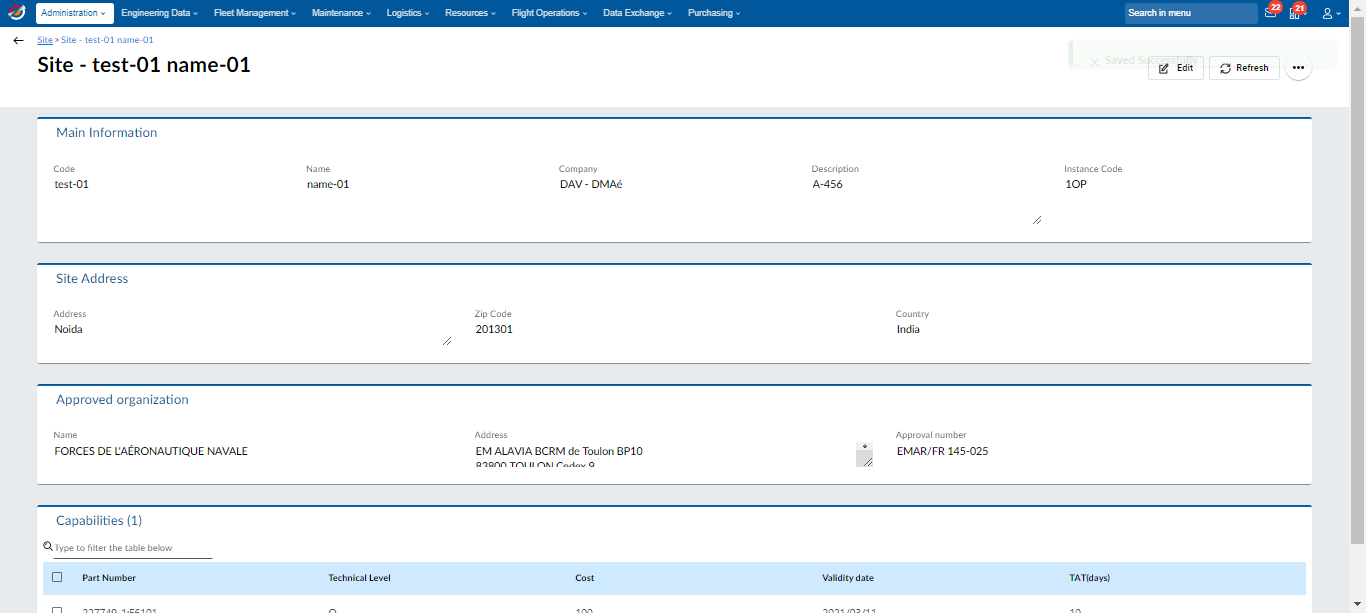 Administration Engineering Data Fleet Management Maintenance Logistics Resources Flight Operations Data Exchange Purchasing Search in menu 22 21
Site > Site - test-01 name-01
Site - test-01 name-01
Saved Successfully
Edit Refresh
Main Information
Code Name Company Description Instance Code
test-01 name-01 DAV - DMAé A-456 1OP
Site Address
Address Zip Code Country
Noida 201301 India
Approved organization
Name Address Approval number
FORCES DE L'AÉRONAUTIQUE NAVALE EM ALAVIA BCRM de Toulon BP10 EMAR/FR 145-025
83800 TOULON Cedex 9
Capabilities (1)
Type to filter the table below
Part Number Technical Level Cost Validity date TAT(days)
100 2021/03/11 10